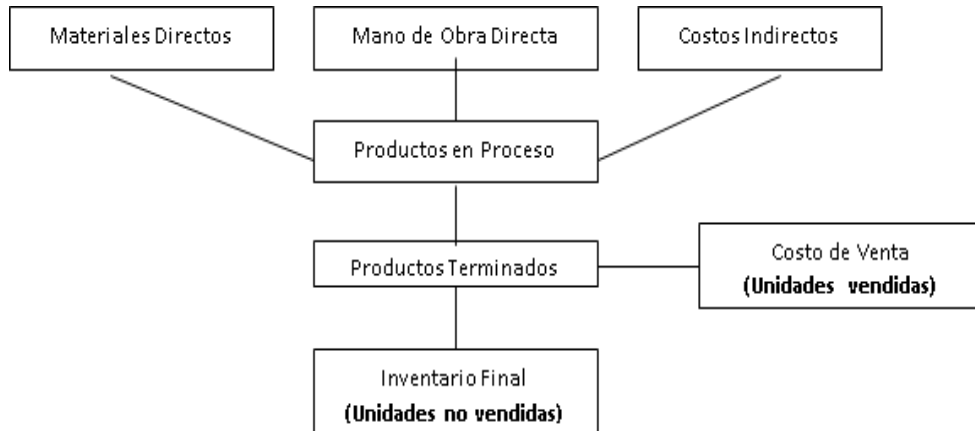 Materiales Directos
Mano de Obra Directa
Costos Indirectos
Productos en Proceso
Productos Terminados
Costo de Venta
(Unidades vendidas)
Inventario Final
(Unidades no vendidas)